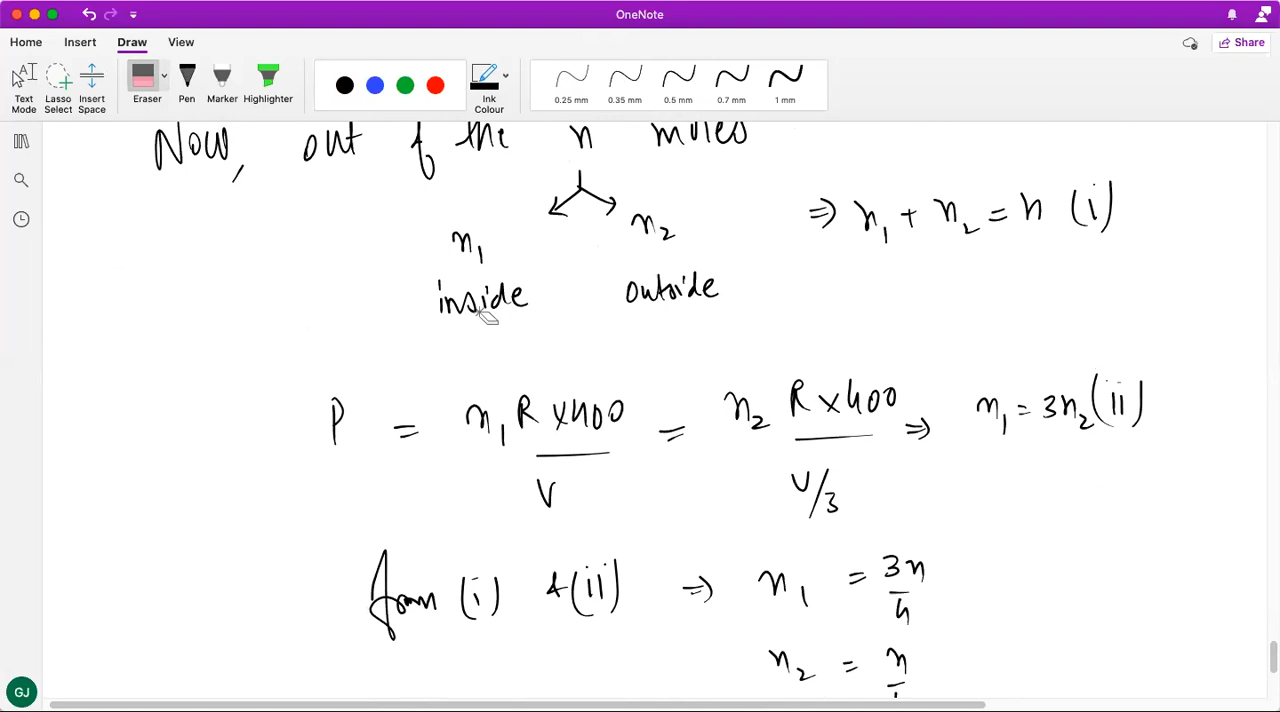 OneNote
Home Insert Draw View Share
Text Mode Lasso Select Insert Space Eraser Pen Marker Highlighter Ink Colour 0.25 mm 0.35 mm 0.5 mm 0.7 mm 1 mm
Now, out of the n moles
n₁ n₂ ⇒ n₁ + n₂ = n (i)
inside outside
P = n₁ R × 400 / V = n₂ R × 400 / V/3 ⇒ n₁ = 3n₂ (ii)
from (i) & (ii) ⇒ n₁ = 3n/4
n₂ = n
GJ